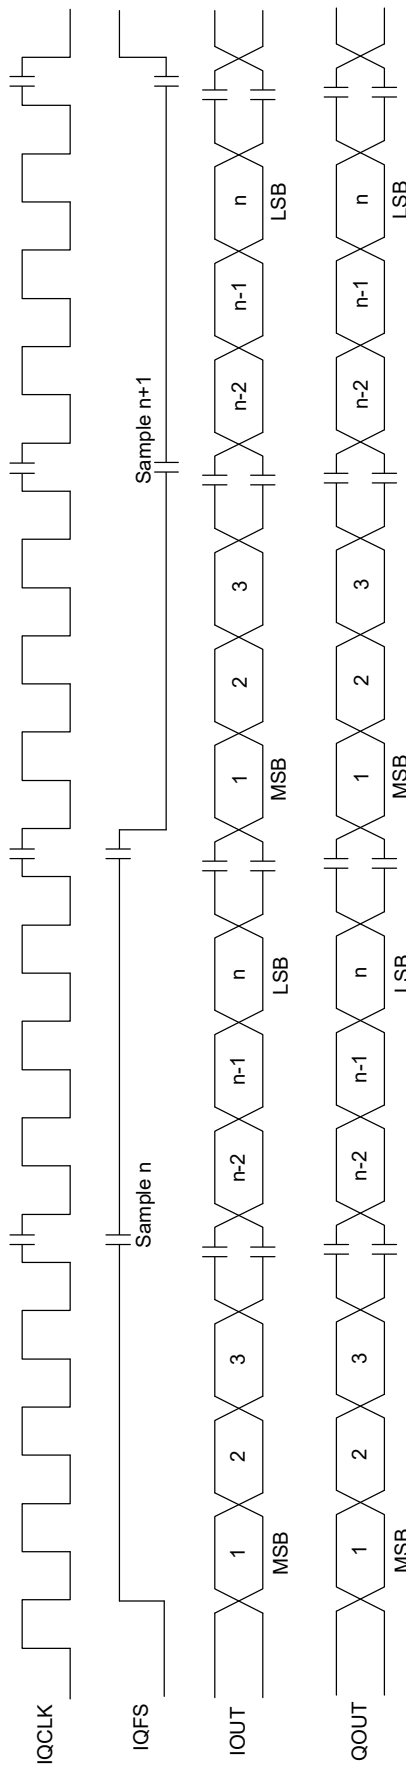 IQCLK
IQFS
Sample n
Sample n+1
IOUT
1 2 3 n-2 n-1 n 1 2 3 n-2 n-1 n
MSB LSB MSB LSB
QOUT
1 2 3 n-2 n-1 n 1 2 3 n-2 n-1 n
MSB LSB MSB LSB